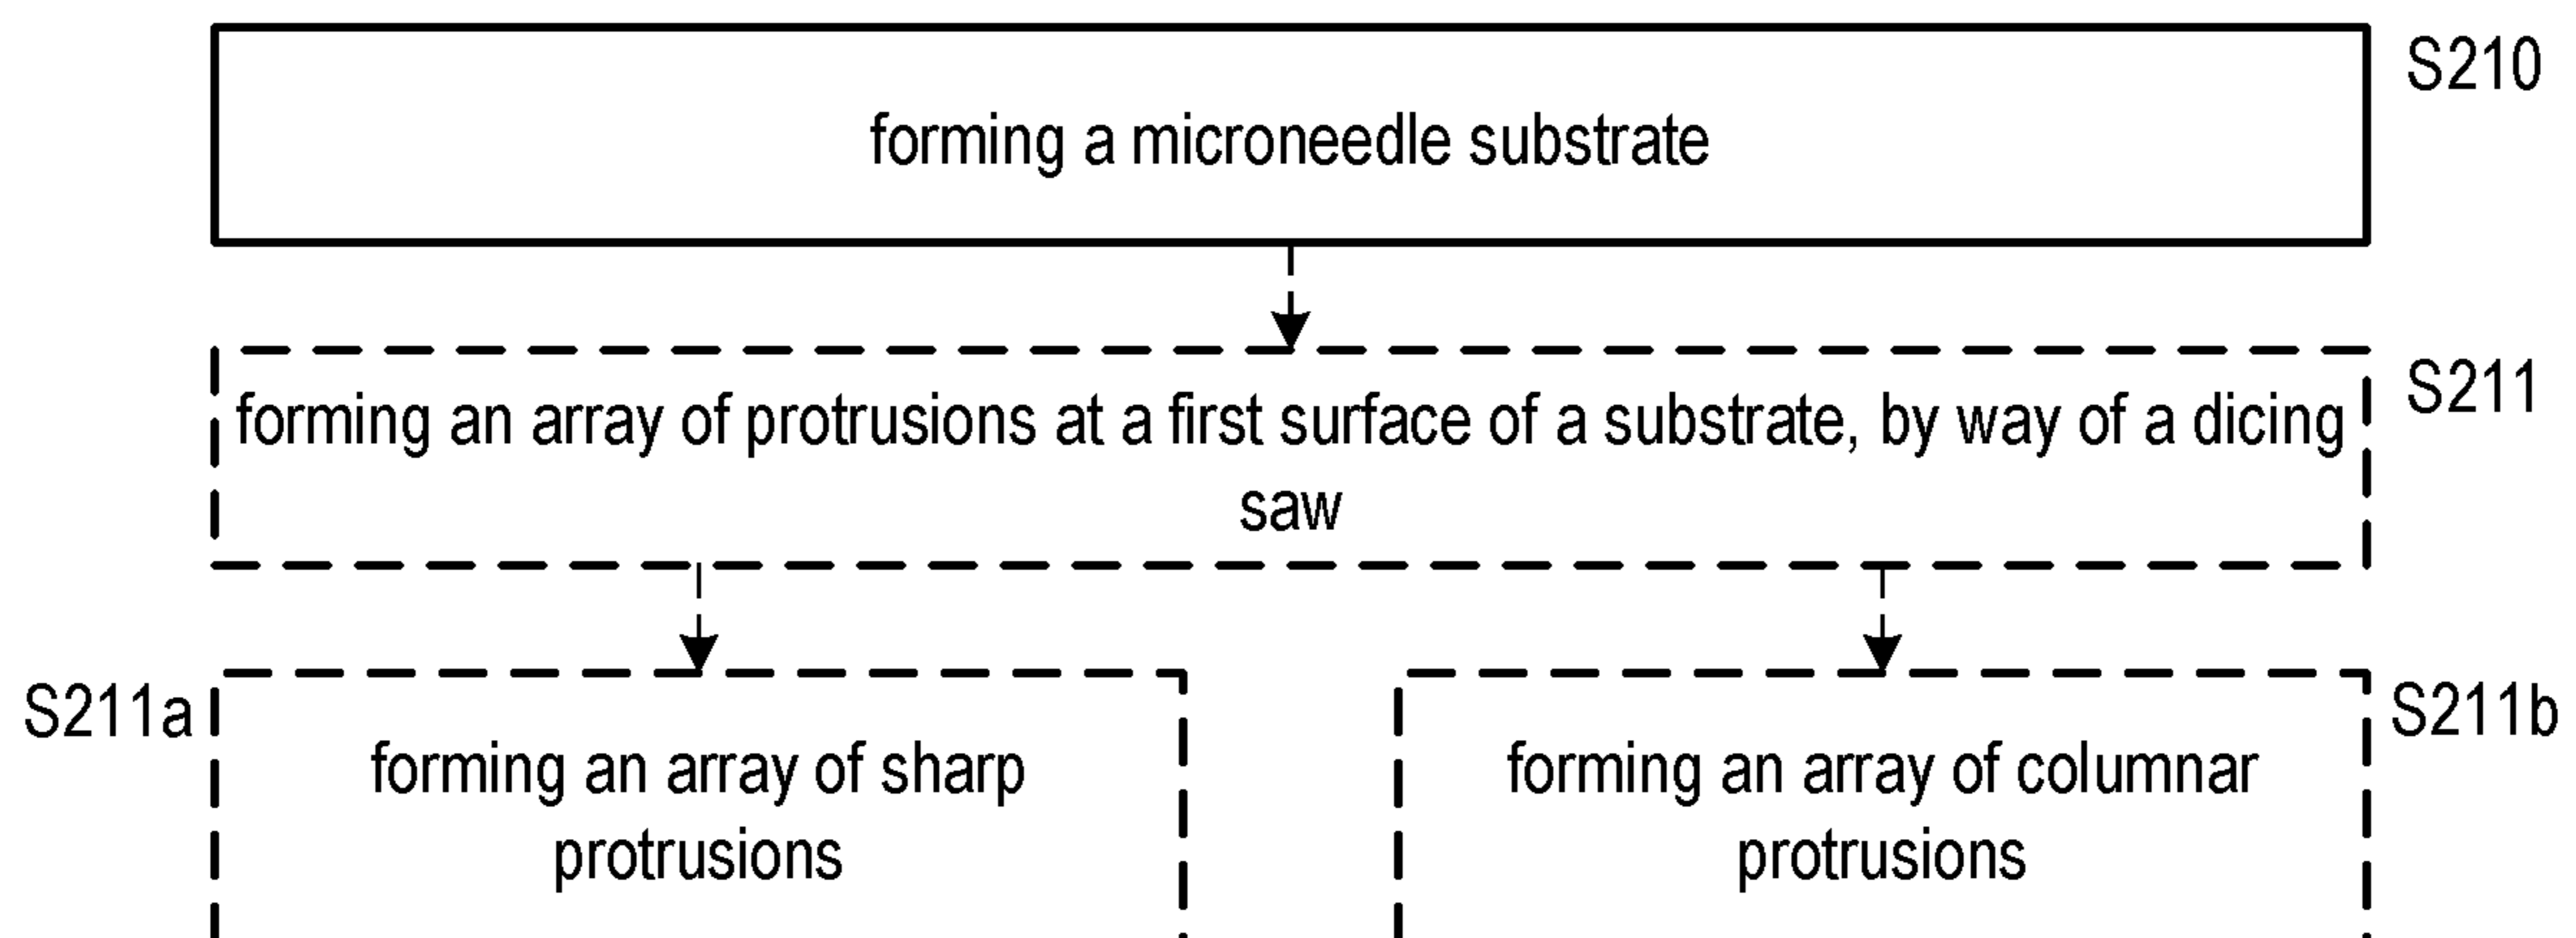 S210
forming a microneedle substrate
S211
forming an array of protrusions at a first surface of a substrate, by way of a dicing
saw
S211a
forming an array of sharp
protrusions
S211b
forming an array of columnar
protrusions